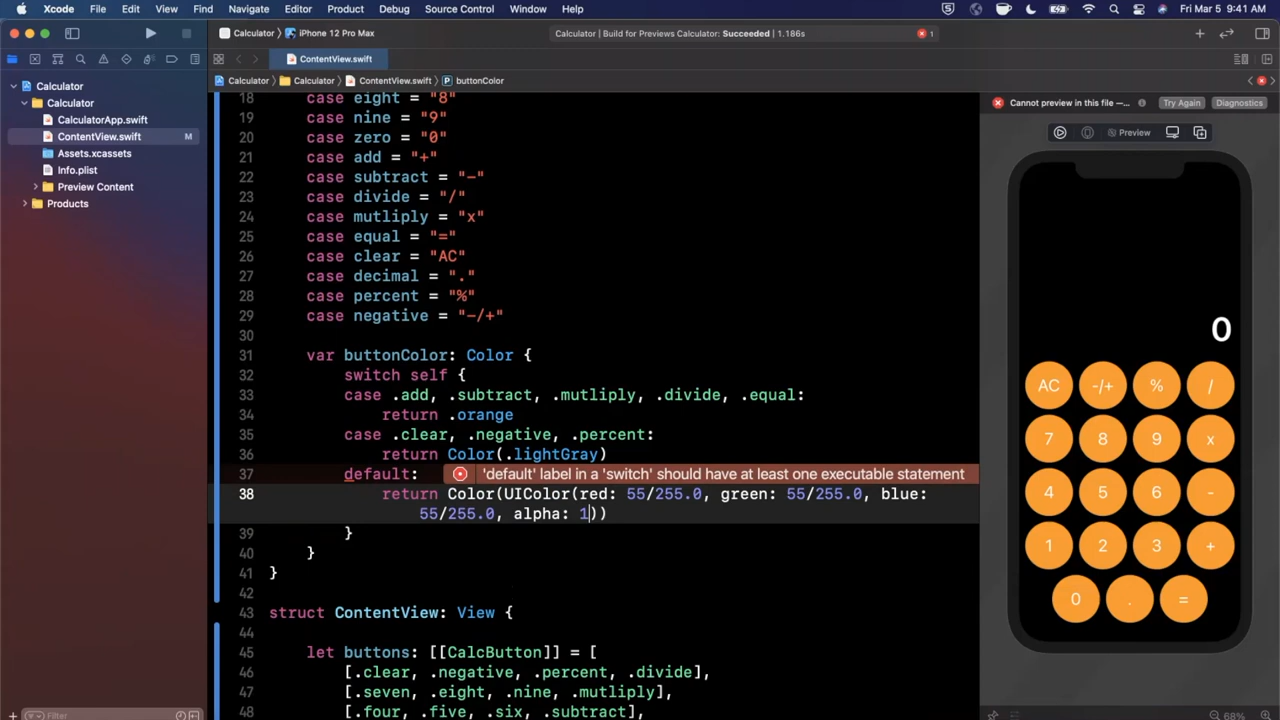 Xcode File Edit View Navigate Editor Product Debug Source Control Window Help Fri Mar 5 9:41 AM
Calculator 〉 iPhone 12 Pro Max
Calculator | Build for Previews Calculator: Succeeded | 1.186s
1
ContentView.swift
Calculator 〉 Calculator 〉 ContentView.swift 〉 P buttonColor
Calculator
Calculator
CalculatorApp.swift
ContentView.swift M
Assets.xcassets
Info.plist
Preview Content
Products
Filter
18 case eight = "8"
19 case nine = "9"
20 case zero = "0"
21 case add = "+"
22 case subtract = "-"
23 case divide = "/"
24 case mutliply = "x"
25 case equal = "="
26 case clear = "AC"
27 case decimal = "."
28 case percent = "%"
29 case negative = "-/+"
30
31 var buttonColor: Color {
32 switch self {
33 case .add, .subtract, .mutliply, .divide, .equal:
34 return .orange
35 case .clear, .negative, .percent:
36 return Color(.lightGray)
37 default: 'default' label in a 'switch' should have at least one executable statement
38 return Color(UIColor(red: 55/255.0, green: 55/255.0, blue:
55/255.0, alpha: 1))
39 }
40 }
41 }
42
43 struct ContentView: View {
44
45 let buttons: [[CalcButton]] = [
46 [.clear, .negative, .percent, .divide],
47 [.seven, .eight, .nine, .mutliply],
48 [.four, .five, .six, .subtract],
Cannot preview in this file —... Try Again Diagnostics
Preview
0
AC -/+ % /
7 8 9 x
4 5 6 -
1 2 3 +
0 . =
68%